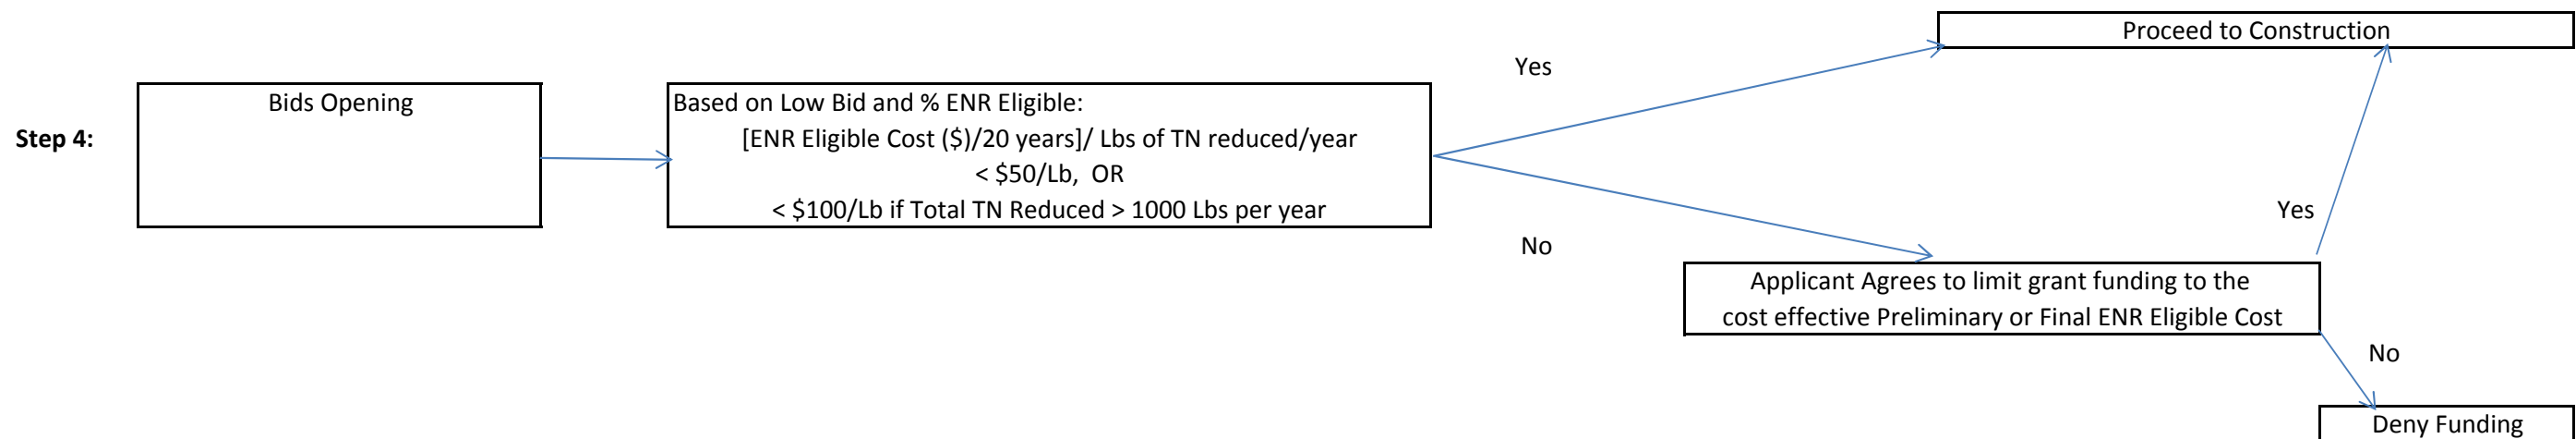 Proceed to Construction
Yes
Step 4:
Bids Opening
Based on Low Bid and % ENR Eligible:
[ENR Eligible Cost ($)/20 years]/ Lbs of TN reduced/year
< $50/Lb,  OR
< $100/Lb if Total TN Reduced > 1000 Lbs per year
Yes
No
Applicant Agrees to limit grant funding to the
cost effective Preliminary or Final ENR Eligible Cost
No
Deny Funding